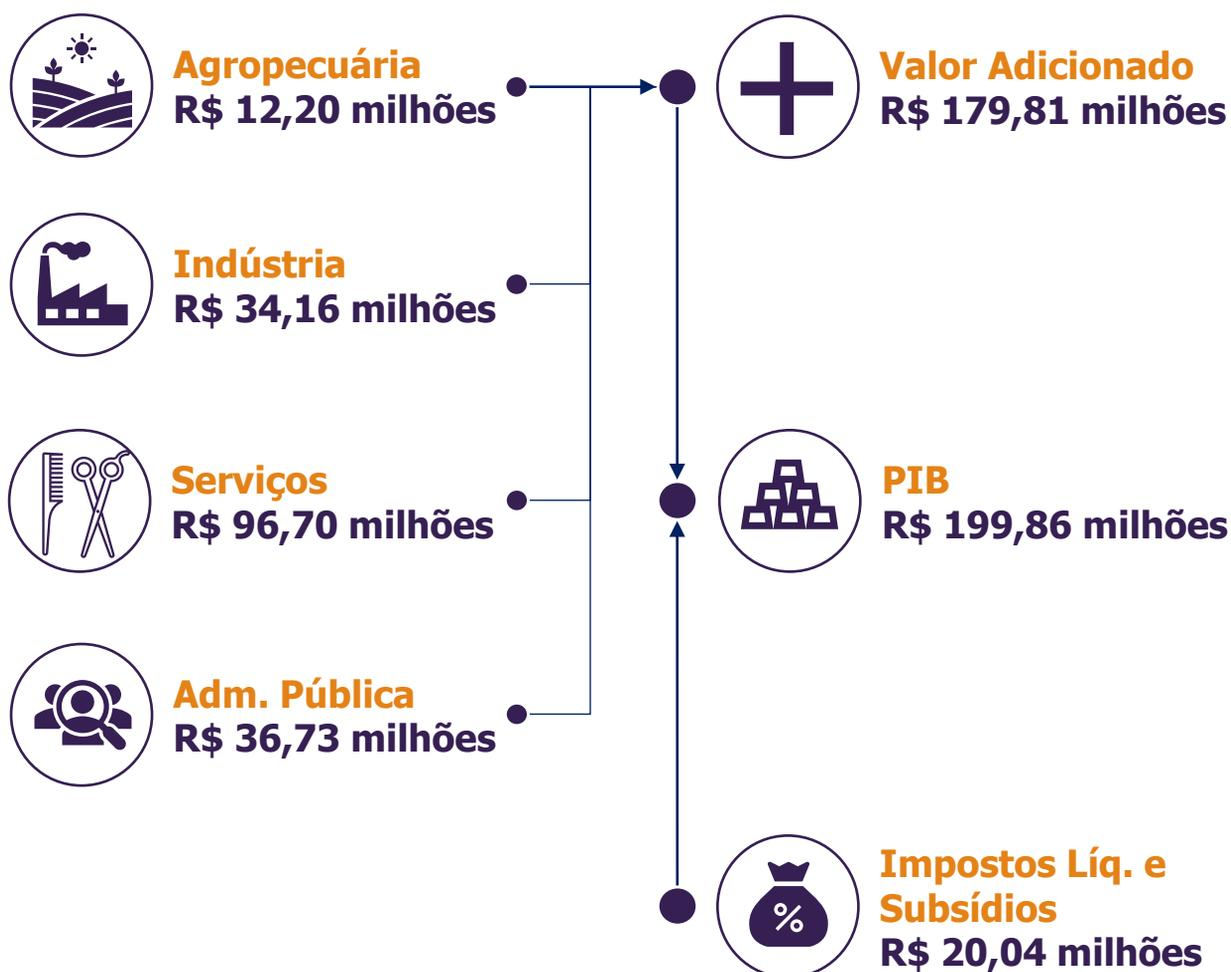 Agropecuária
R$ 12,20 milhões
Indústria
R$ 34,16 milhões
Serviços
R$ 96,70 milhões
Adm. Pública
R$ 36,73 milhões
Valor Adicionado
R$ 179,81 milhões
PIB
R$ 199,86 milhões
Impostos Líq. e
Subsídios
R$ 20,04 milhões
%